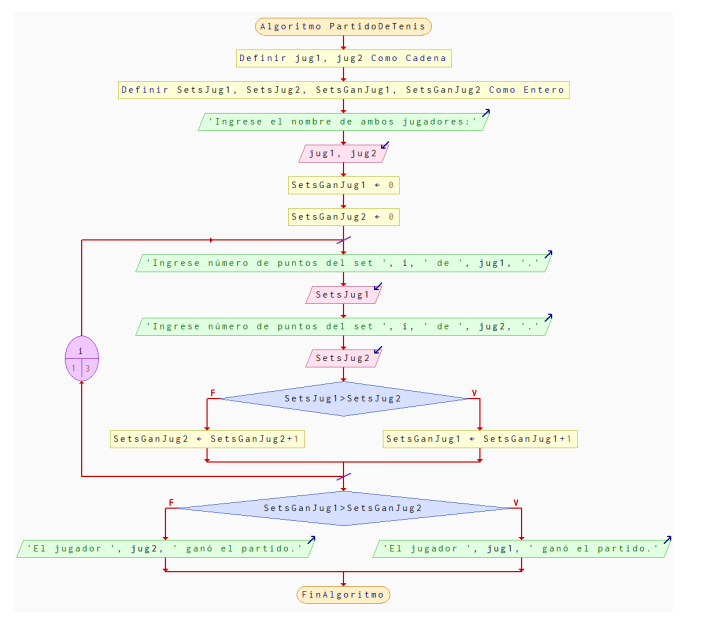 Algoritmo PartidoDeTenis
Definir jug1, jug2 Como Cadena
Definir SetsJug1, SetsJug2, SetsGanJug1, SetsGanJug2 Como Entero
'Ingrese el nombre de ambos jugadores:'
jug1, jug2
SetsGanJug1 ← 0
SetsGanJug2 ← 0
'Ingrese número de puntos del set ', i, ' de ', jug1, '.'
SetsJug1
'Ingrese número de puntos del set ', i, ' de ', jug2, '.'
i
1 3
SetsJug2
F SetsJug1>SetsJug2 V
SetsGanJug2 ← SetsGanJug2+1 SetsGanJug1 ← SetsGanJug1+1
F SetsGanJug1>SetsGanJug2 V
'El jugador ', jug2, ' ganó el partido.' 'El jugador ', jug1, ' ganó el partido.'
FinAlgoritmo